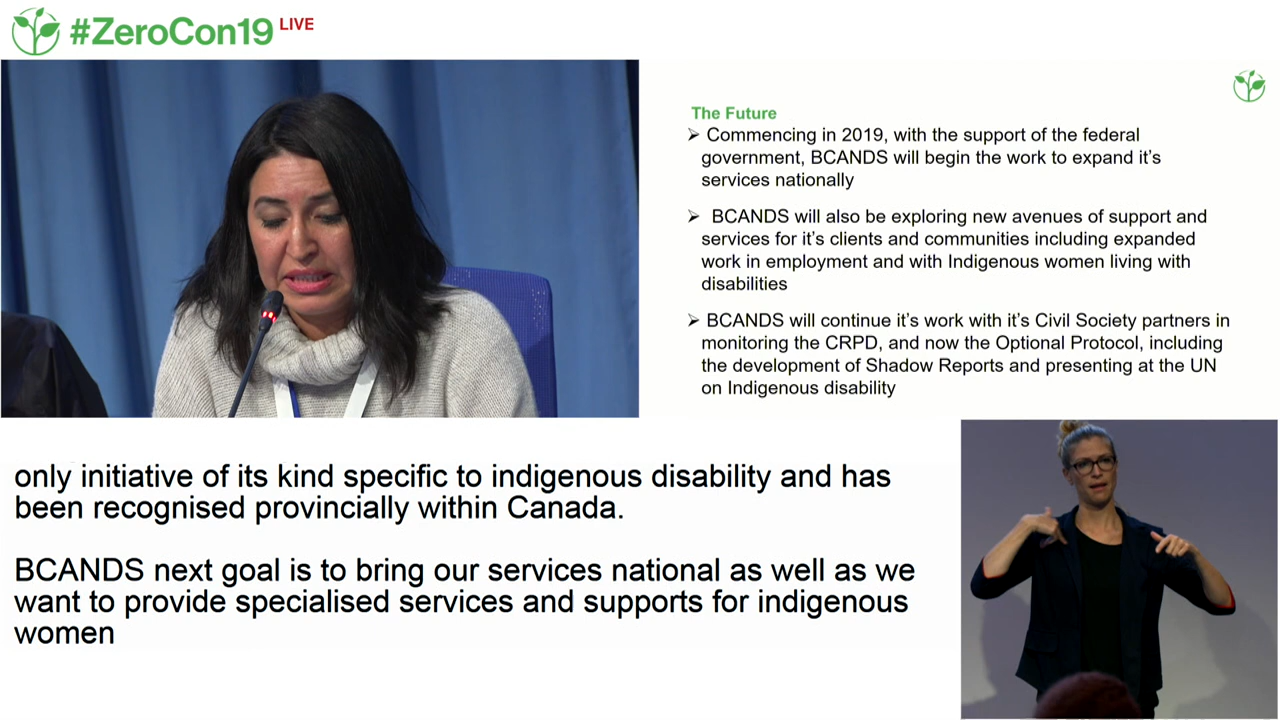 #ZeroCon19 LIVE
The Future
➢ Commencing in 2019, with the support of the federal
government, BCANDS will begin the work to expand it's
services nationally
➢ BCANDS will also be exploring new avenues of support and
services for it's clients and communities including expanded
work in employment and with Indigenous women living with
disabilities
➢ BCANDS will continue it's work with it's Civil Society partners in
monitoring the CRPD, and now the Optional Protocol, including
the development of Shadow Reports and presenting at the UN
on Indigenous disability
only initiative of its kind specific to indigenous disability and has
been recognised provincially within Canada.
BCANDS next goal is to bring our services national as well as we
want to provide specialised services and supports for indigenous
women